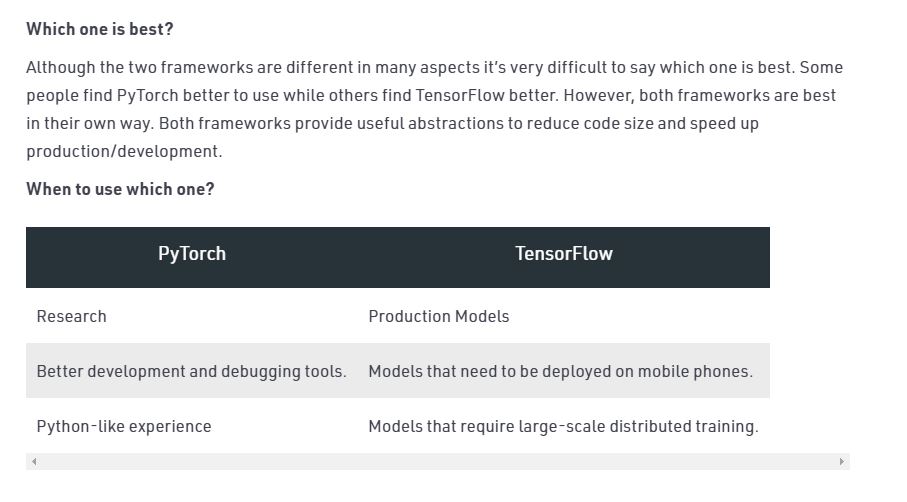 Which one is best?
Although the two frameworks are different in many aspects it’s very difficult to say which one is best. Some
people find PyTorch better to use while others find TensorFlow better. However, both frameworks are best
in their own way. Both frameworks provide useful abstractions to reduce code size and speed up
production/development.
When to use which one?
PyTorch TensorFlow
Research Production Models
Better development and debugging tools. Models that need to be deployed on mobile phones.
Python-like experience Models that require large-scale distributed training.